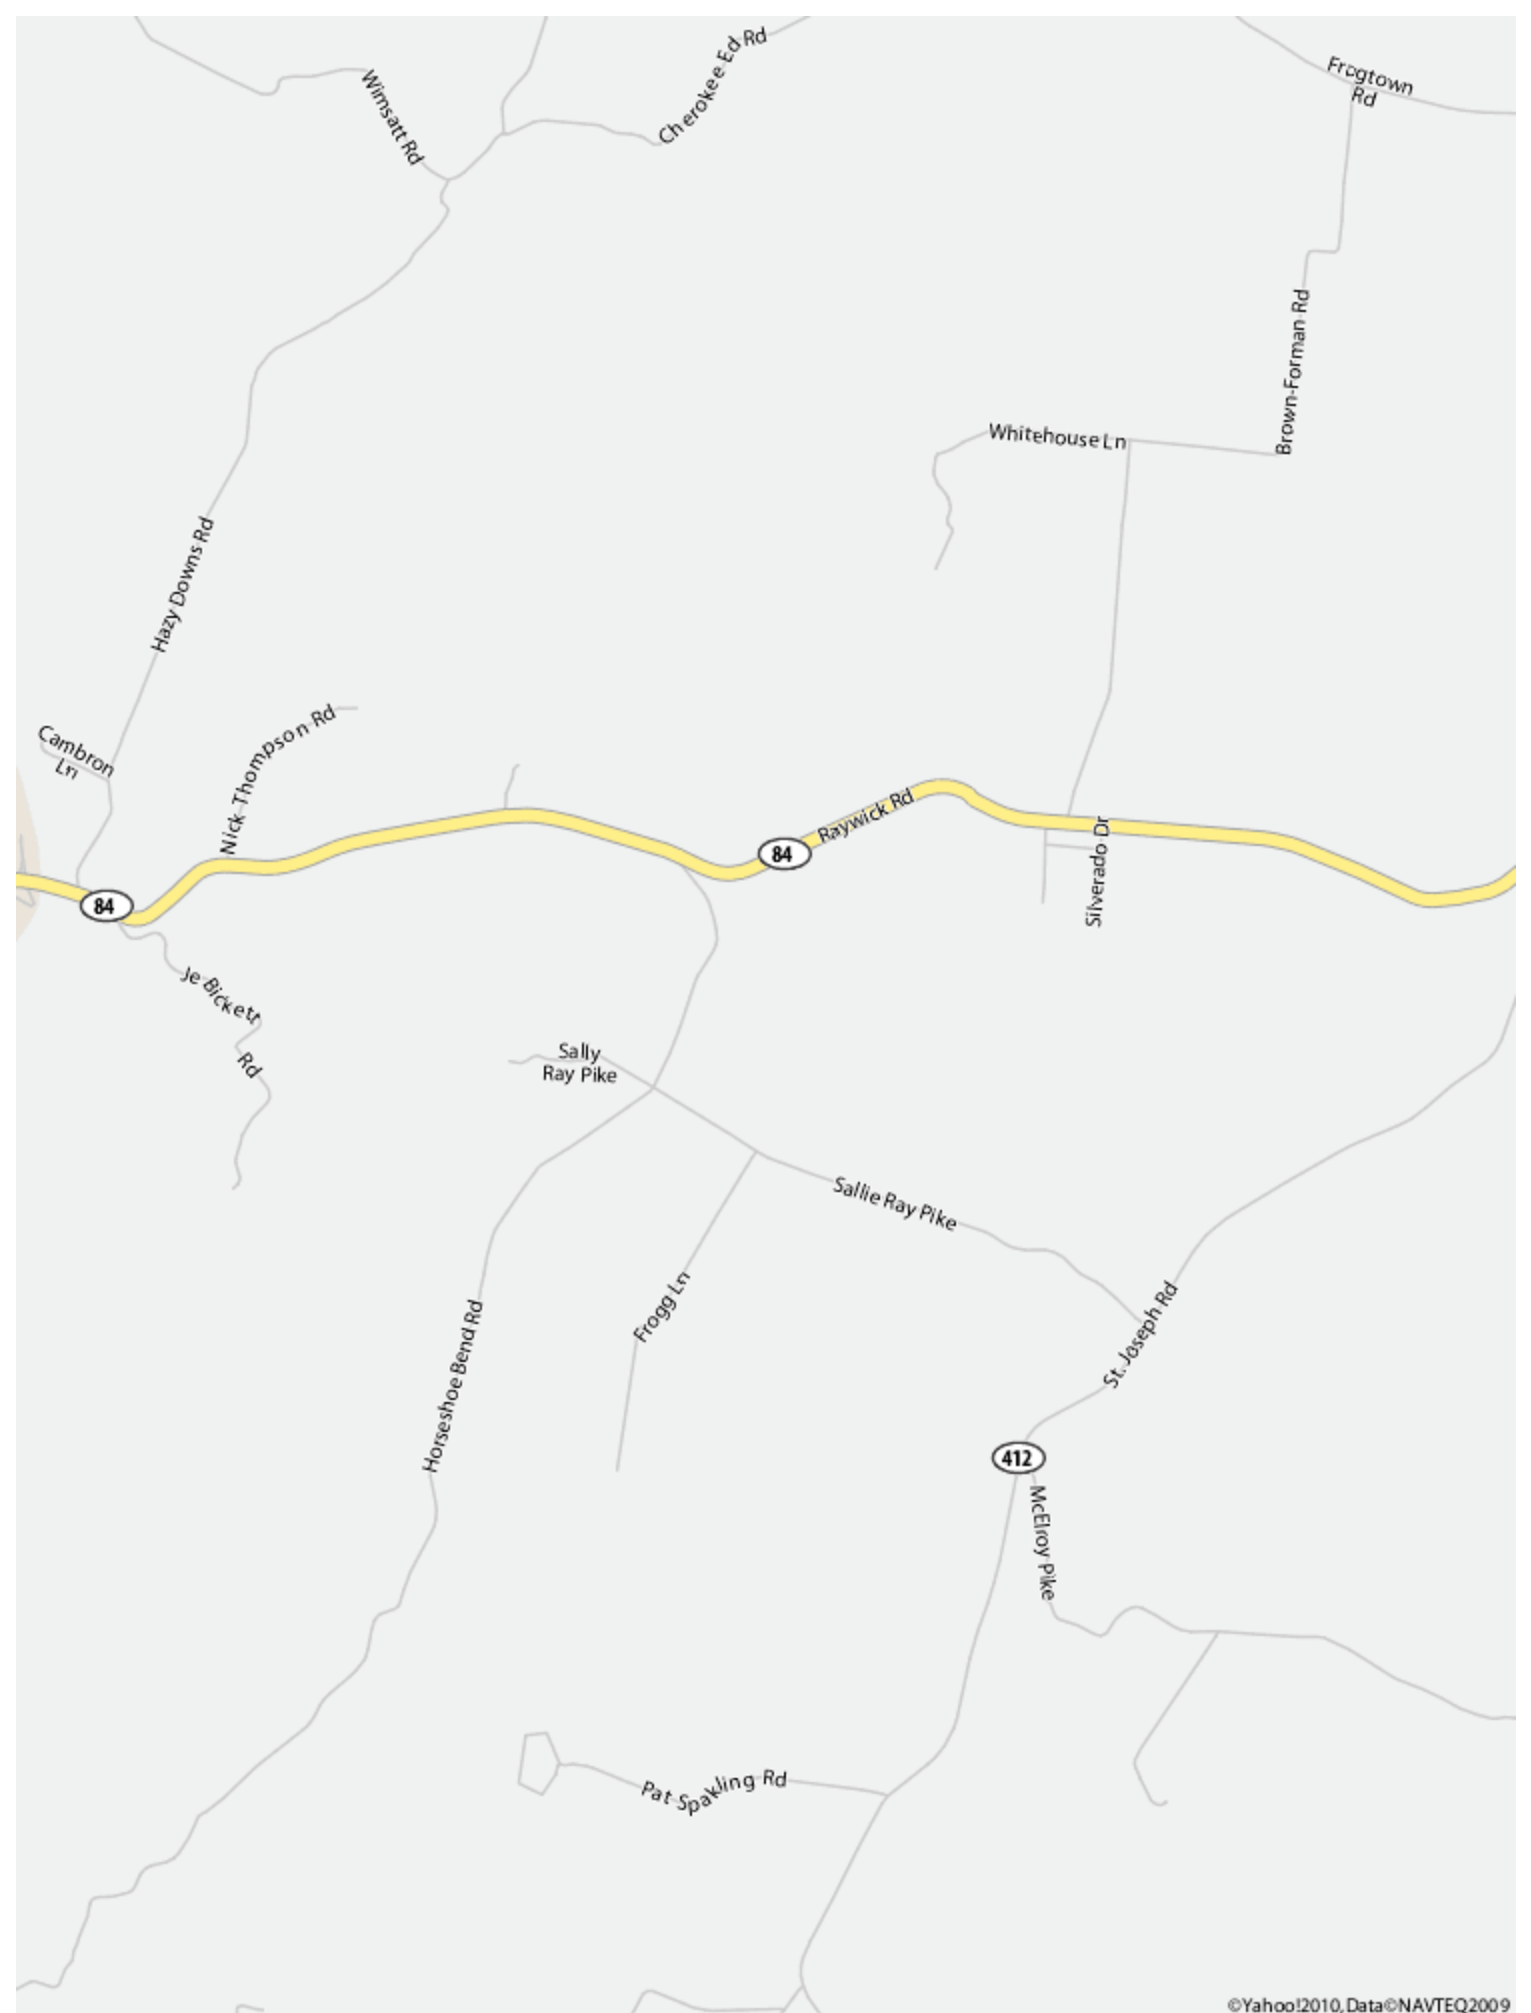 Cherokee Ed Rd
Frogtown
Rd
Wimsatt Rd
Brown-Forman Rd
Whitehouse Ln
Hazy Downs Rd
Cambron
Ln
Nick Thompson Rd
Raywick Rd
84
Silverado Dr
84
Je Bickett
Rd
Sally
Ray Pike
Sallie Ray Pike
Frogg Ln
St. Joseph Rd
Horseshoe Bend Rd
412
McElroy Pike
Pat Spakling Rd
©Yahoo!2010, Data©NAVTEQ2009